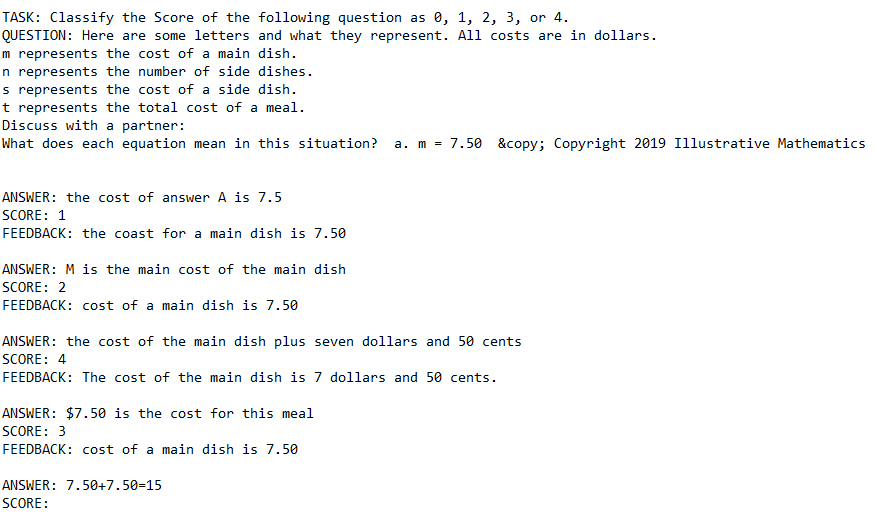 TASK: Classify the Score of the following question as 0, 1, 2, 3, or 4.
QUESTION: Here are some letters and what they represent. All costs are in dollars.
m represents the cost of a main dish.
n represents the number of side dishes.
s represents the cost of a side dish.
t represents the total cost of a meal.
Discuss with a partner:
What does each equation mean in this situation?  a. m = 7.50  &copy; Copyright 2019 Illustrative Mathematics
ANSWER: the cost of answer A is 7.5
SCORE: 1
FEEDBACK: the coast for a main dish is 7.50
ANSWER: M is the main cost of the main dish
SCORE: 2
FEEDBACK: cost of a main dish is 7.50
ANSWER: the cost of the main dish plus seven dollars and 50 cents
SCORE: 4
FEEDBACK: The cost of the main dish is 7 dollars and 50 cents.
ANSWER: $7.50 is the cost for this meal
SCORE: 3
FEEDBACK: cost of a main dish is 7.50
ANSWER: 7.50+7.50=15
SCORE: